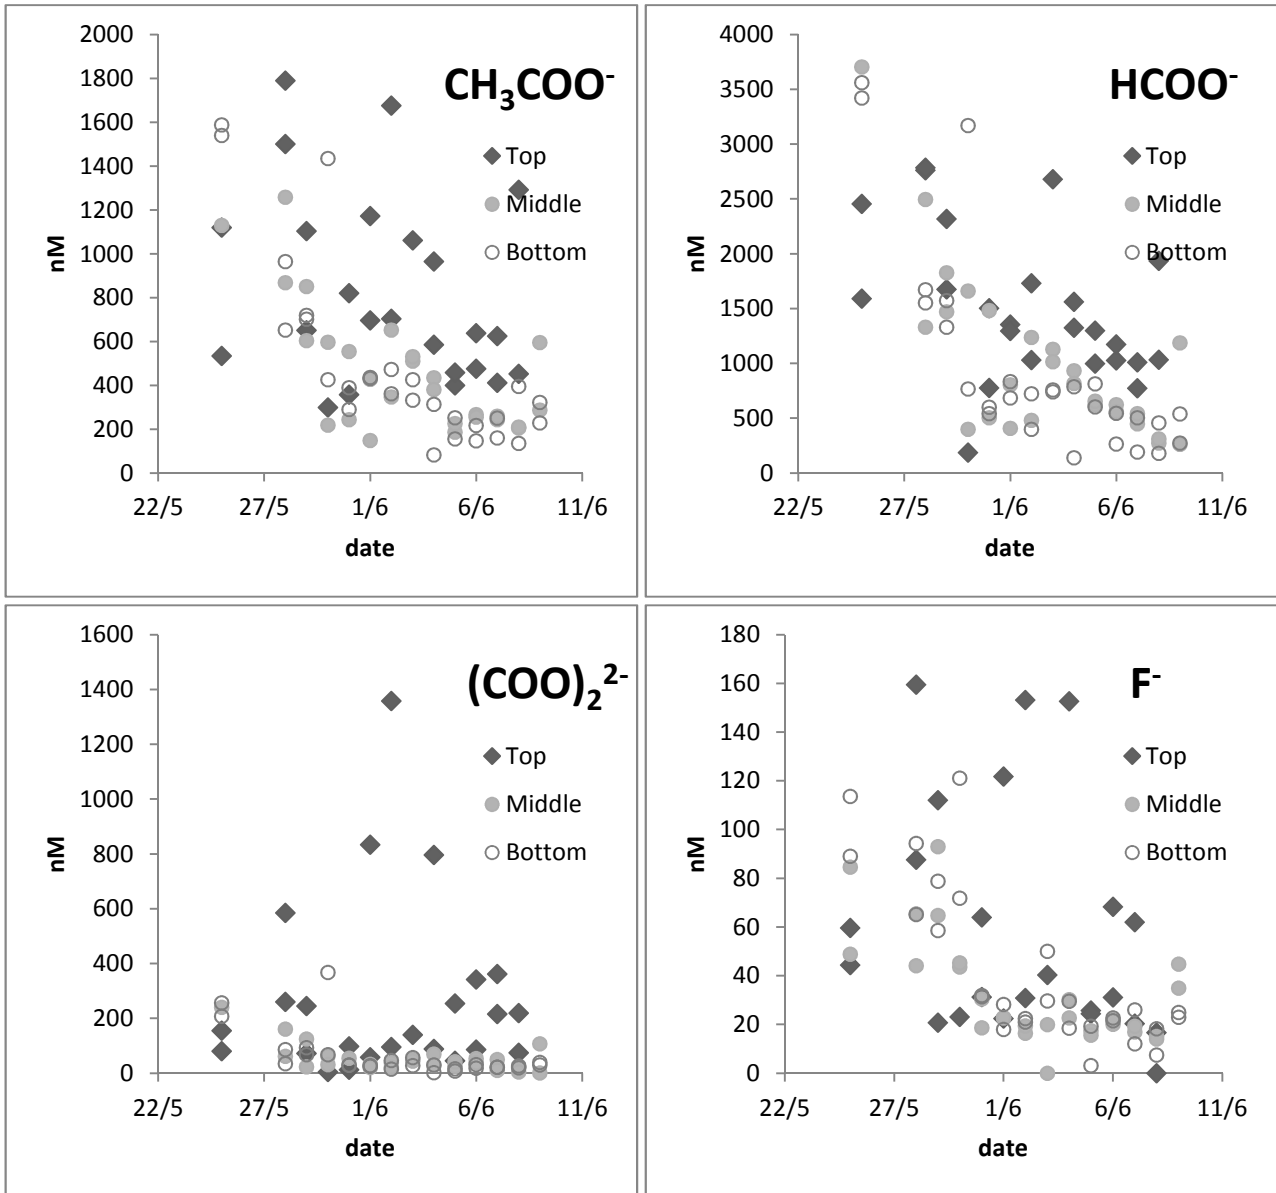 CH₃COO⁻
2000
1800
1600
1400
1200
1000
800
600
400
200
0
nM
Top
Middle
Bottom
22/5 27/5 1/6 6/6 11/6
date
HCOO⁻
4000
3500
3000
2500
2000
1500
1000
500
0
nM
Top
Middle
Bottom
22/5 27/5 1/6 6/6 11/6
date
(COO)₂²⁻
1600
1400
1200
1000
800
600
400
200
0
nM
Top
Middle
Bottom
22/5 27/5 1/6 6/6 11/6
date
F⁻
180
160
140
120
100
80
60
40
20
0
nM
Top
Middle
Bottom
22/5 27/5 1/6 6/6 11/6
date